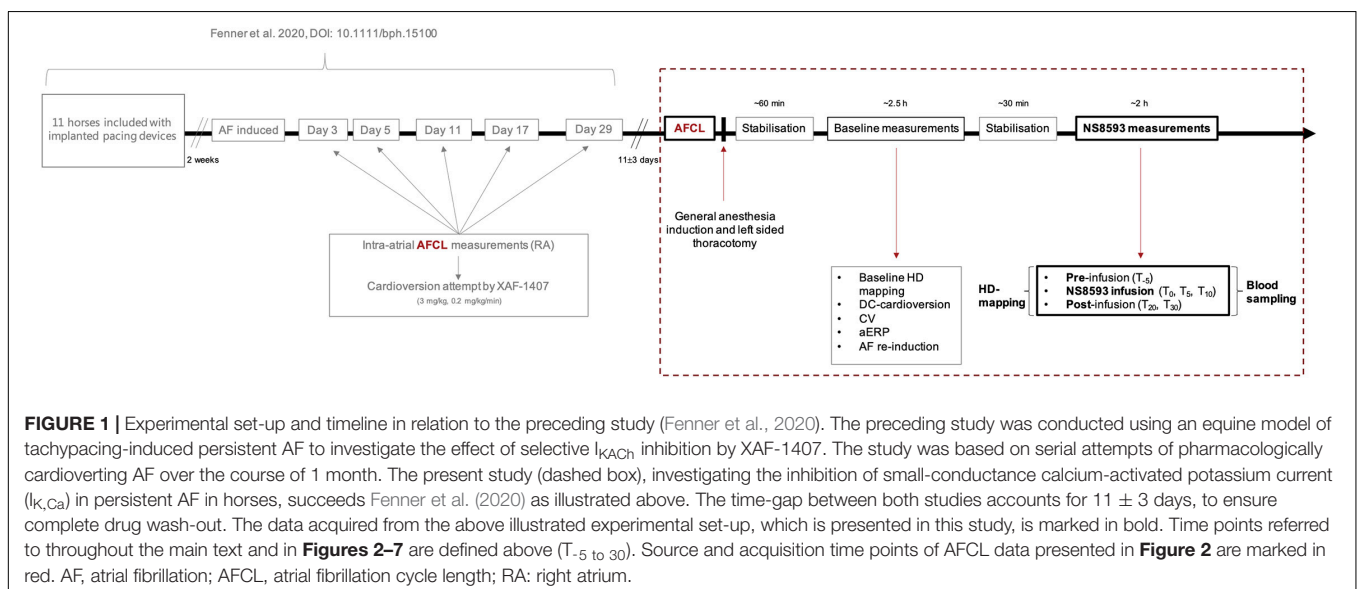 Fenner et al. 2020, DOI: 10.1111/bph.15100
11 horses included with
implanted pacing devices
2 weeks
AF induced
Day 3
Day 5
Day 11
Day 17
Day 29
11±3 days
AFCL
~60 min
Stabilisation
~2.5 h
Baseline measurements
~30 min
Stabilisation
~2 h
NS8593 measurements
General anesthesia
induction and left sided
thoracotomy
Intra-atrial AFCL measurements (RA)
Cardioversion attempt by XAF-1407
(3 mg/kg, 0.2 mg/kg/min)
• Baseline HD
mapping
• DC-cardioversion
• CV
• aERP
• AF re-induction
HD-
mapping
• Pre-infusion (T-5)
• NS8593 infusion (T0, T5, T10)
• Post-infusion (T20, T30)
Blood
sampling
FIGURE 1 | Experimental set-up and timeline in relation to the preceding study (Fenner et al., 2020). The preceding study was conducted using an equine model of
tachypacing-induced persistent AF to investigate the effect of selective IKACh inhibition by XAF-1407. The study was based on serial attempts of pharmacologically
cardioverting AF over the course of 1 month. The present study (dashed box), investigating the inhibition of small-conductance calcium-activated potassium current
(IK,Ca) in persistent AF in horses, succeeds Fenner et al. (2020) as illustrated above. The time-gap between both studies accounts for 11 ± 3 days, to ensure
complete drug wash-out. The data acquired from the above illustrated experimental set-up, which is presented in this study, is marked in bold. Time points referred
to throughout the main text and in Figures 2–7 are defined above (T-5 to 30). Source and acquisition time points of AFCL data presented in Figure 2 are marked in
red. AF, atrial fibrillation; AFCL, atrial fibrillation cycle length; RA: right atrium.